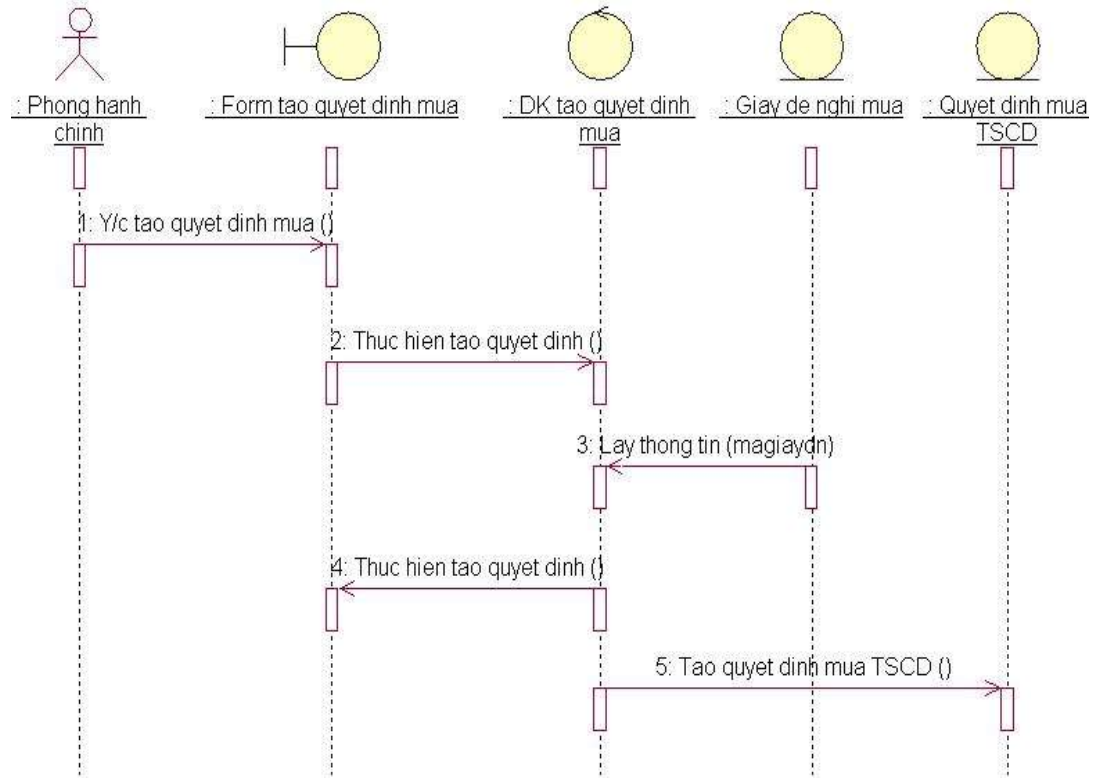 : Phong hanh
chinh
: Form tao quyet dinh mua
: DK tao quyet dinh
mua
: Giay de nghi mua
: Quyet dinh mua
TSCD
1: Y/c tao quyet dinh mua ()
2: Thuc hien tao quyet dinh ()
3: Lay thong tin (magiaydn)
4: Thuc hien tao quyet dinh ()
5: Tao quyet dinh mua TSCD ()